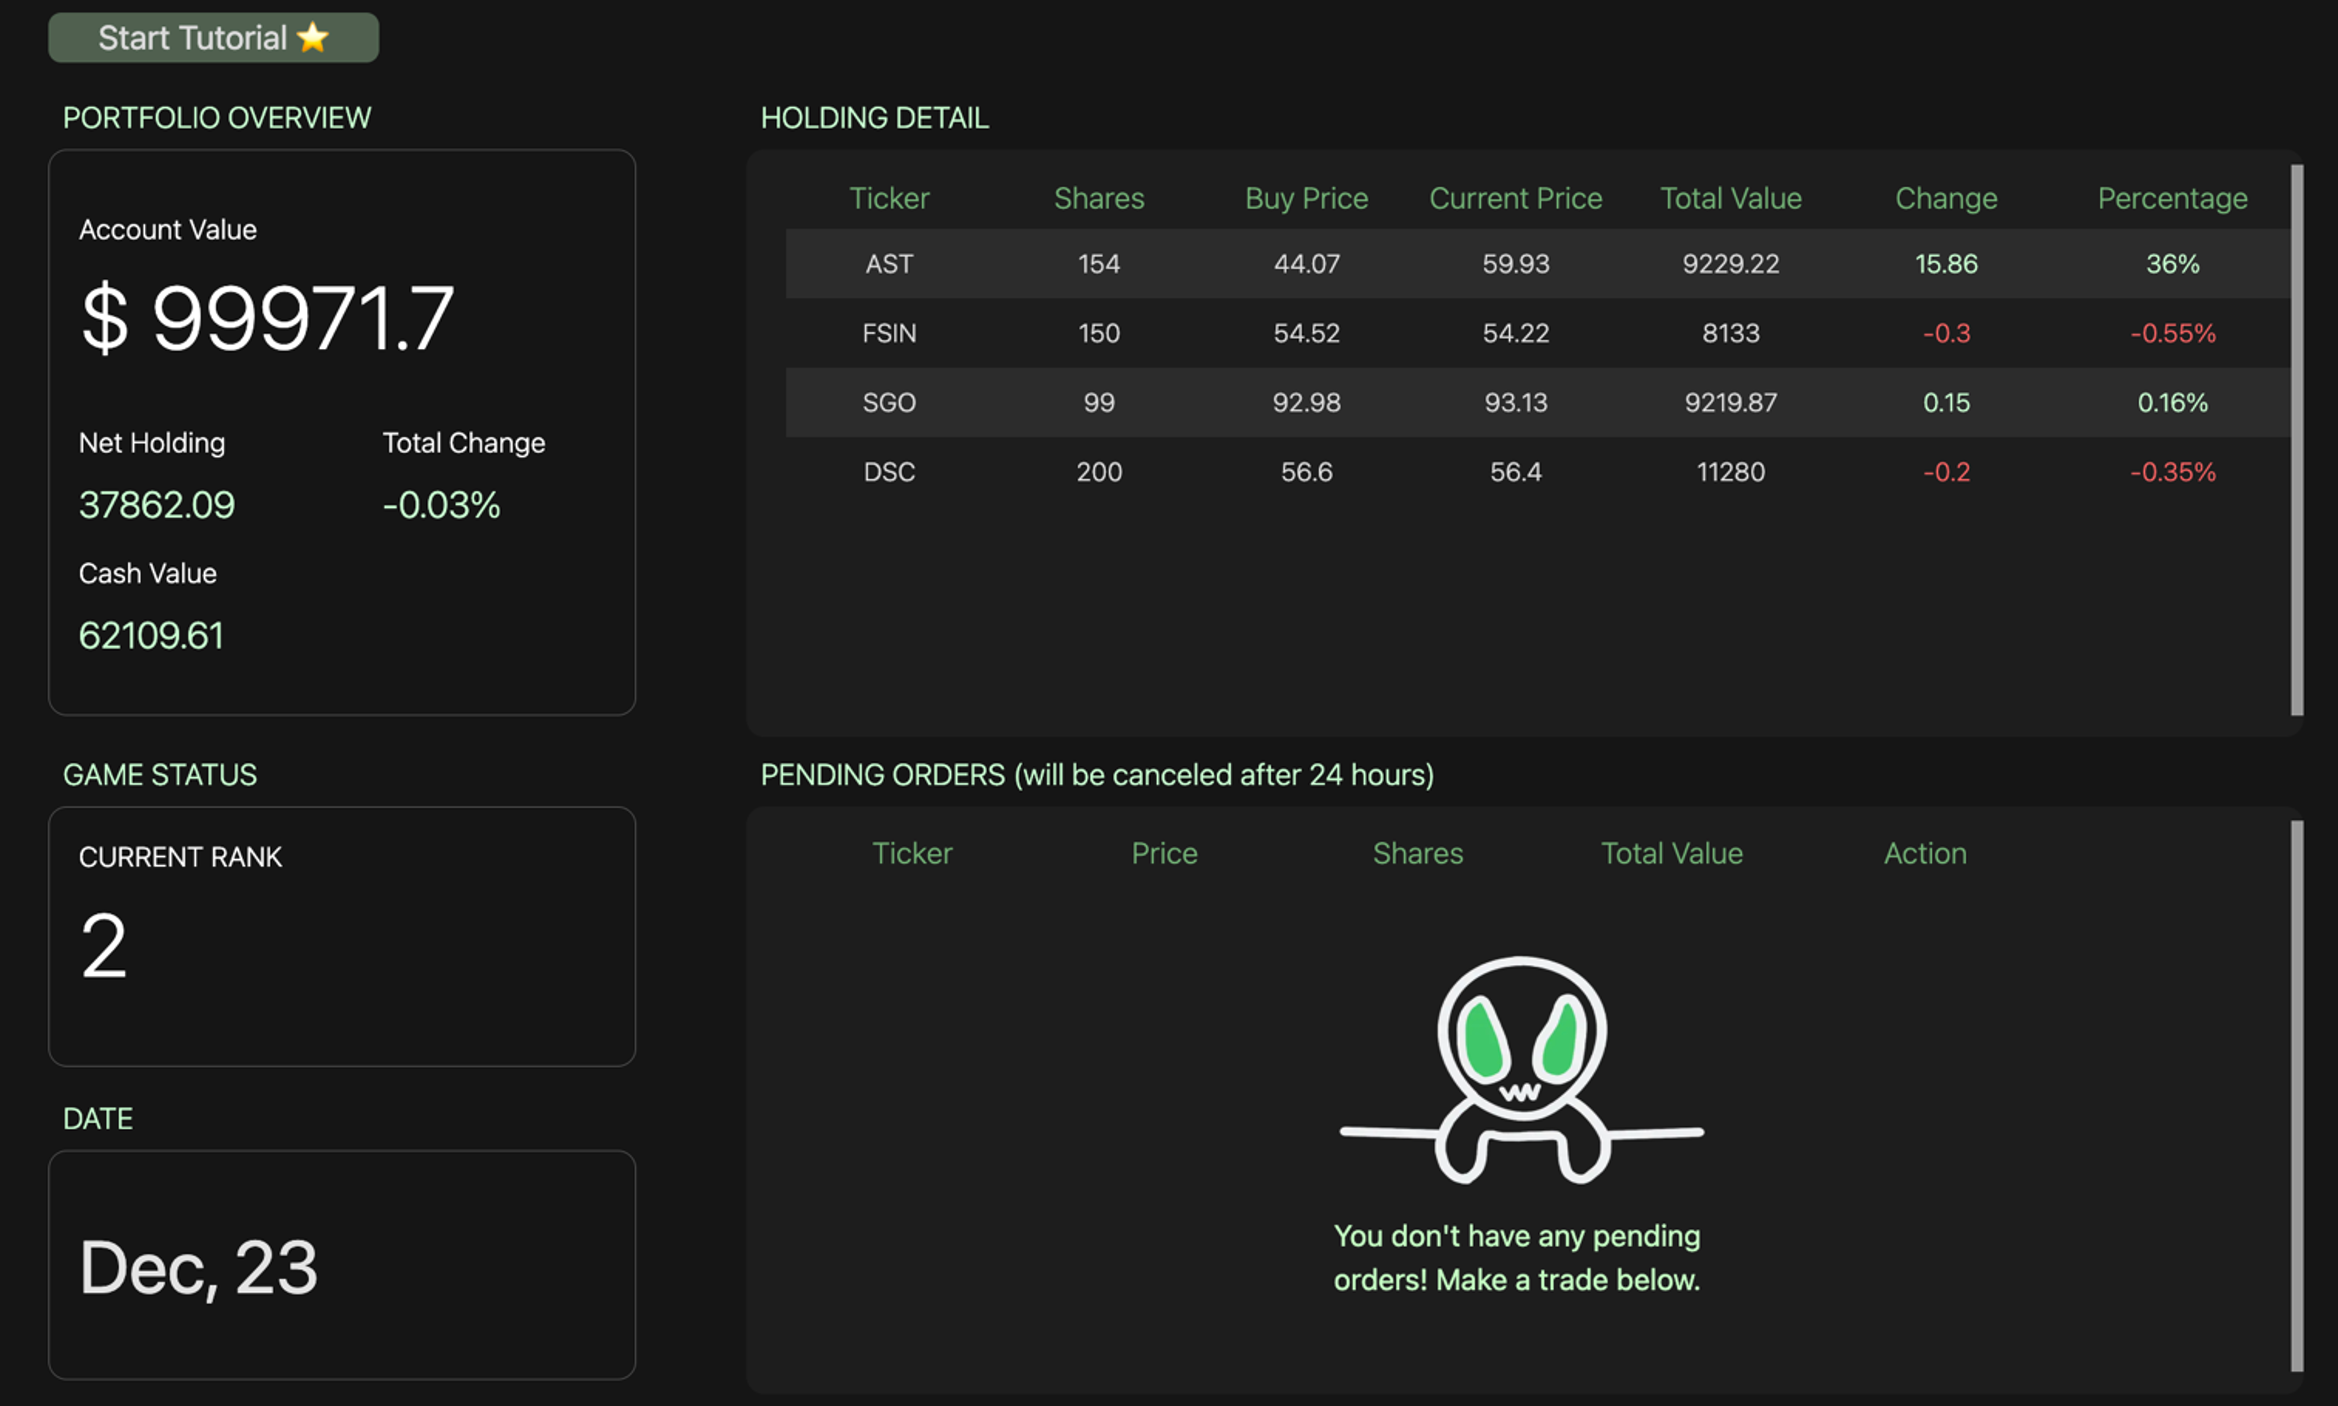 Start Tutorial ⭐
PORTFOLIO OVERVIEW
Account Value
$ 99971.7
Net Holding Total Change
37862.09 -0.03%
Cash Value
62109.61
GAME STATUS
CURRENT RANK
2
DATE
Dec, 23
HOLDING DETAIL
Ticker Shares Buy Price Current Price Total Value Change Percentage
AST 154 44.07 59.93 9229.22 15.86 36%
FSIN 150 54.52 54.22 8133 -0.3 -0.55%
SGO 99 92.98 93.13 9219.87 0.15 0.16%
DSC 200 56.6 56.4 11280 -0.2 -0.35%
PENDING ORDERS (will be canceled after 24 hours)
Ticker Price Shares Total Value Action
You don't have any pending
orders! Make a trade below.